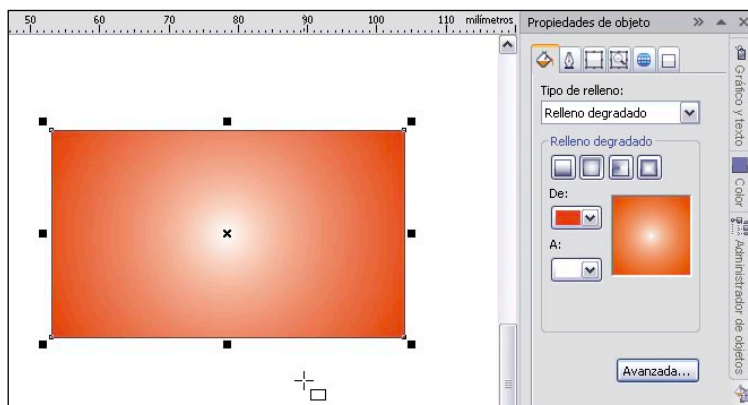 50 60 70 80 90 100 110 milímetros
Propiedades de objeto
Tipo de relleno:
Relleno degradado
Relleno degradado
De:
A:
Avanzada...
Gráfico y texto
Color
Administrador de objetos